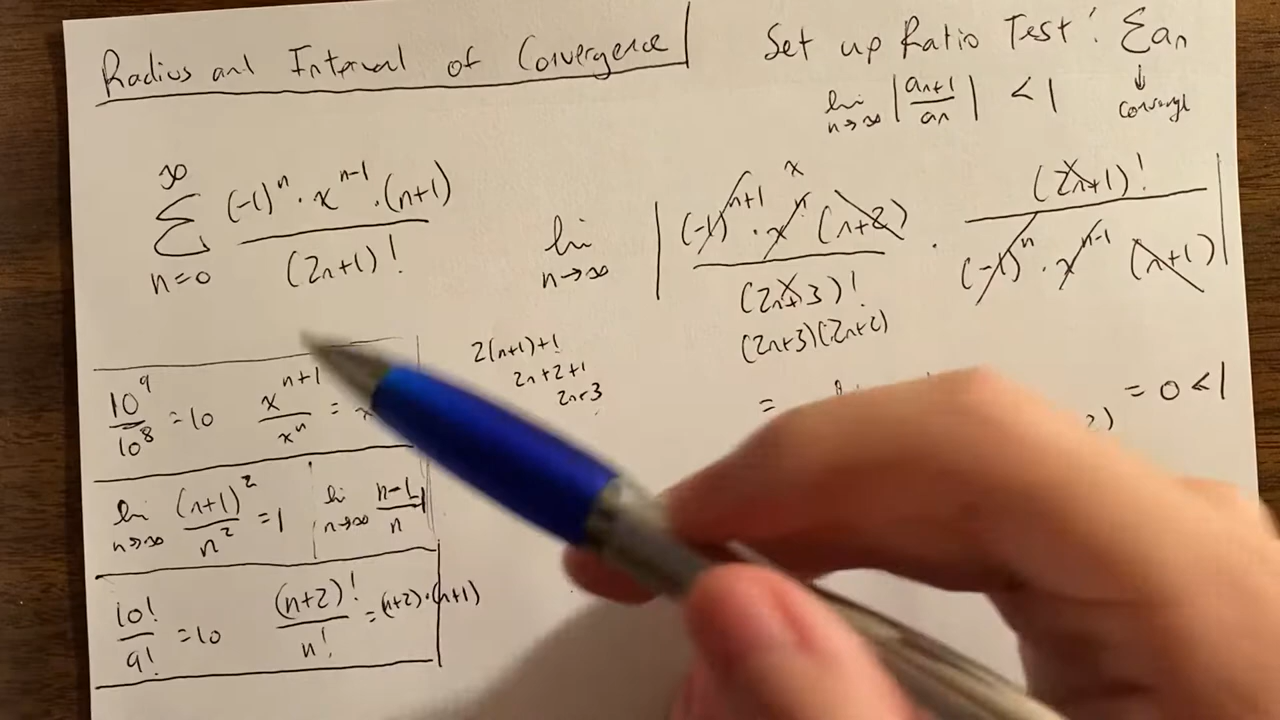 Radius and Interval of Convergence
Set up Ratio Test: Σan
lim n→∞ |an+1/an| < 1
↓
∞ Σ n=0 (-1)^n · x^(n-1) · (n+1) / (2n+1)!
lim n→∞ | (-1)^(n+1) · x^n (n+2) / (2n+3)! · (2n+1)! / (-1)^n · x^(n-1) (n+1) |
x
(2n+3)(2n+2)
2(n+1)+1
2n+2+1
2n+3
= 0 < 1
10^9/10^8 = 10
x^(n+1)/x^n = x
lim n→∞ (n+1)^2/n^2 = 1
lim n→∞ n-1/n
10!/9! = 10
(n+2)!/n! = (n+2)·(n+1)